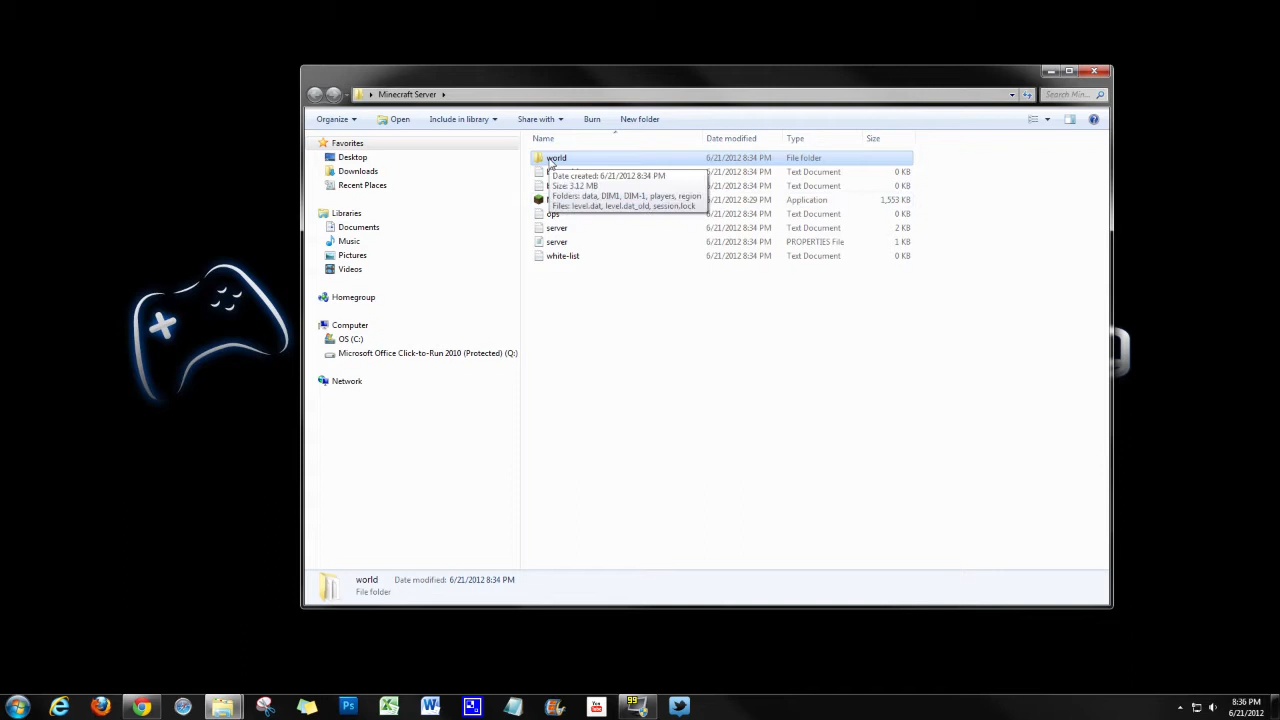 Minecraft Server
Search Min...
Organize Open Include in library Share with Burn New folder
Name Date modified Type Size
Favorites
Desktop
Downloads
Recent Places
Libraries
Documents
Music
Pictures
Videos
Homegroup
Computer
OS (C:)
Microsoft Office Click-to-Run 2010 (Protected) (Q:)
Network
world 6/21/2012 8:34 PM File folder
6/21/2012 8:34 PM Text Document 0 KB
6/21/2012 8:34 PM Text Document 0 KB
6/21/2012 8:29 PM Application 1,553 KB
ops 6/21/2012 8:34 PM Text Document 0 KB
server 6/21/2012 8:34 PM Text Document 2 KB
server 6/21/2012 8:34 PM PROPERTIES File 1 KB
white-list 6/21/2012 8:34 PM Text Document 0 KB
Date created: 6/21/2012 8:34 PM
Size: 3.12 MB
Folders: data, DIM1, DIM-1, players, region
Files: level.dat, level.dat_old, session.lock
world Date modified: 6/21/2012 8:34 PM
File folder
Ps
W
You
99
8:36 PM
6/21/2012